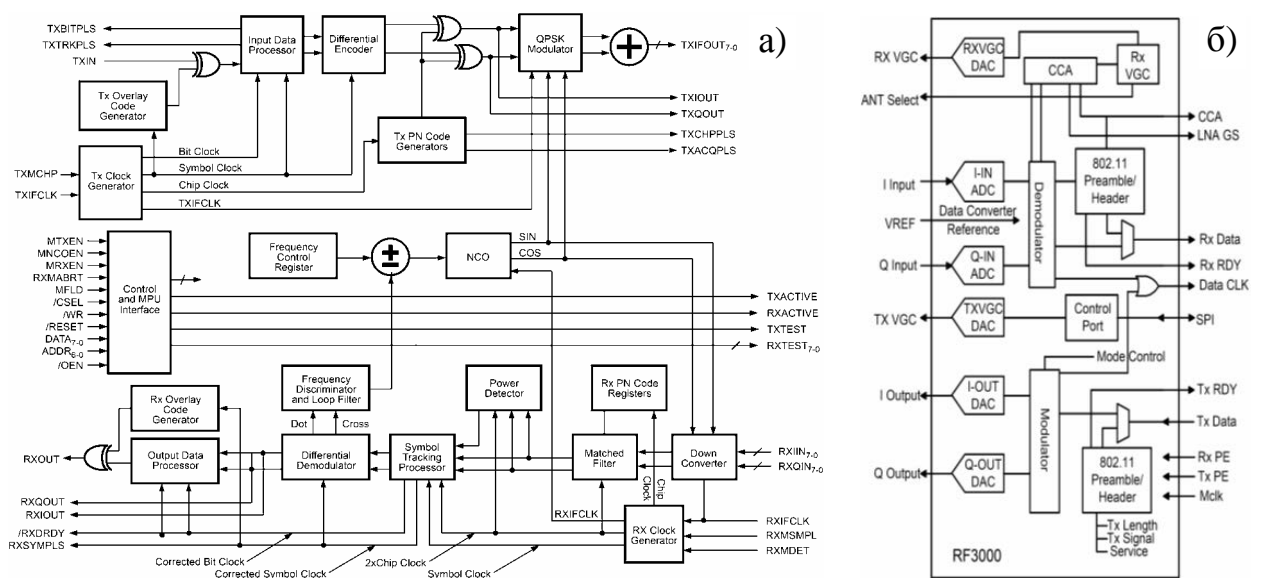 а)
TXBITPLS
TXTRKPLS
TXIN
Input Data
Processor
Differential
Encoder
QPSK
Modulator
+
TXIFOUT7-0
Tx Overlay
Code
Generator
TXIOUT
TXQOUT
Tx PN Code
Generators
TXCHPPLS
TXACQPLS
TXMCHP
TXIFCLK
Tx Clock
Generator
Bit Clock
Symbol Clock
Chip Clock
TXIFCLK
MTXEN
MNCOEN
MRXEN
RXMABRT
MFLD
/CSEL
/WR
/RESET
DATA7-0
ADDR6-0
/OEN
Control
and MPU
Interface
Frequency
Control
Register
±
NCO
SIN
COS
TXACTIVE
RXACTIVE
TXTEST
RXTEST7-0
Rx Overlay
Code
Generator
Frequency
Discriminator
and Loop Filter
Dot
Cross
Power
Detector
Rx PN Code
Registers
RXOUT
Output Data
Processor
Differential
Demodulator
Symbol
Tracking
Processor
Matched
Filter
Down
Converter
RXIIN7-0
RXQIN7-0
Chip
Clock
RXQOUT
RXIOUT
/RXDRDY
RXSYMPLS
RXIFCLK
RX Clock
Generator
RXIFCLK
RXMSMPL
RXMDET
Corrected Bit Clock
Corrected Symbol Clock
2xChip Clock
Symbol Clock
б)
RX VGC
RXVGC
DAC
CCA
Rx
VGC
ANT Select
CCA
LNA GS
I Input
I-IN
ADC
Demodulator
802.11
Preamble/
Header
VREF
Data Converter
Reference
Q Input
Q-IN
ADC
Rx Data
Rx RDY
Data CLK
TX VGC
TXVGC
DAC
Control
Port
SPI
Mode Control
I Output
I-OUT
DAC
Modulator
Tx RDY
Tx Data
Q Output
Q-OUT
DAC
802.11
Preamble/
Header
Rx PE
Tx PE
Mclk
Tx Length
Tx Signal
Service
RF3000